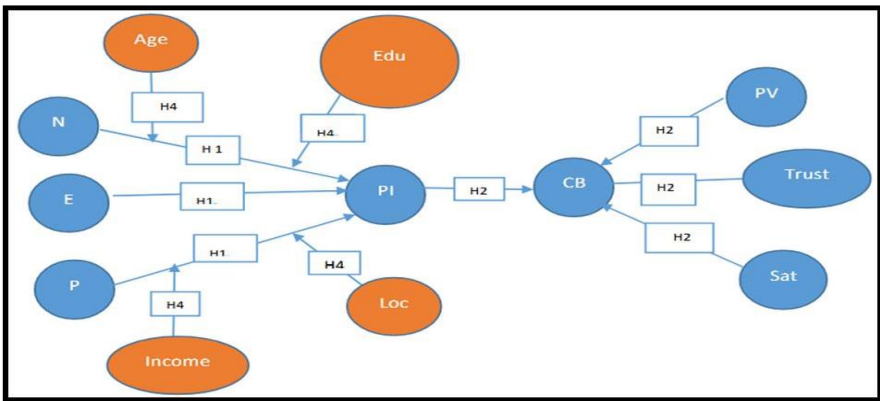 Age
Edu
H4
PV
N
H4
H2
H 1
PI
H2
CB
H2
Trust
E
H1
H2
H1
P
H4
Sat
H4
Loc
Income